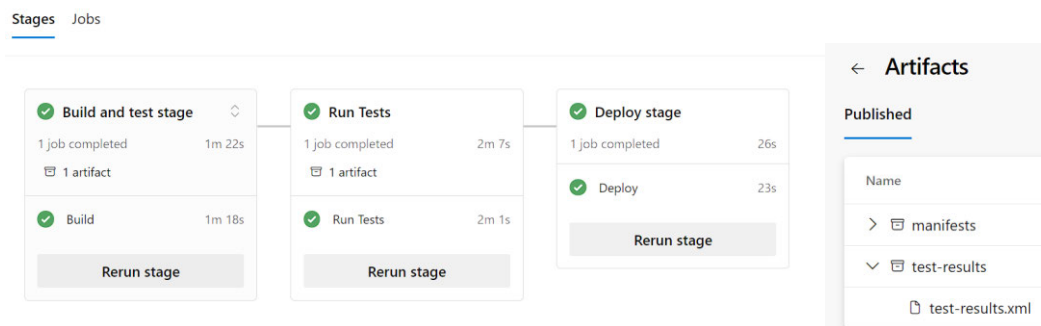 Stages Jobs
Build and test stage
1 job completed 1m 22s
1 artifact
Build 1m 18s
Rerun stage
Run Tests
1 job completed 2m 7s
1 artifact
Run Tests 2m 1s
Rerun stage
Deploy stage
1 job completed 26s
Deploy 23s
Rerun stage
Artifacts
Published
Name
manifests
test-results
test-results.xml